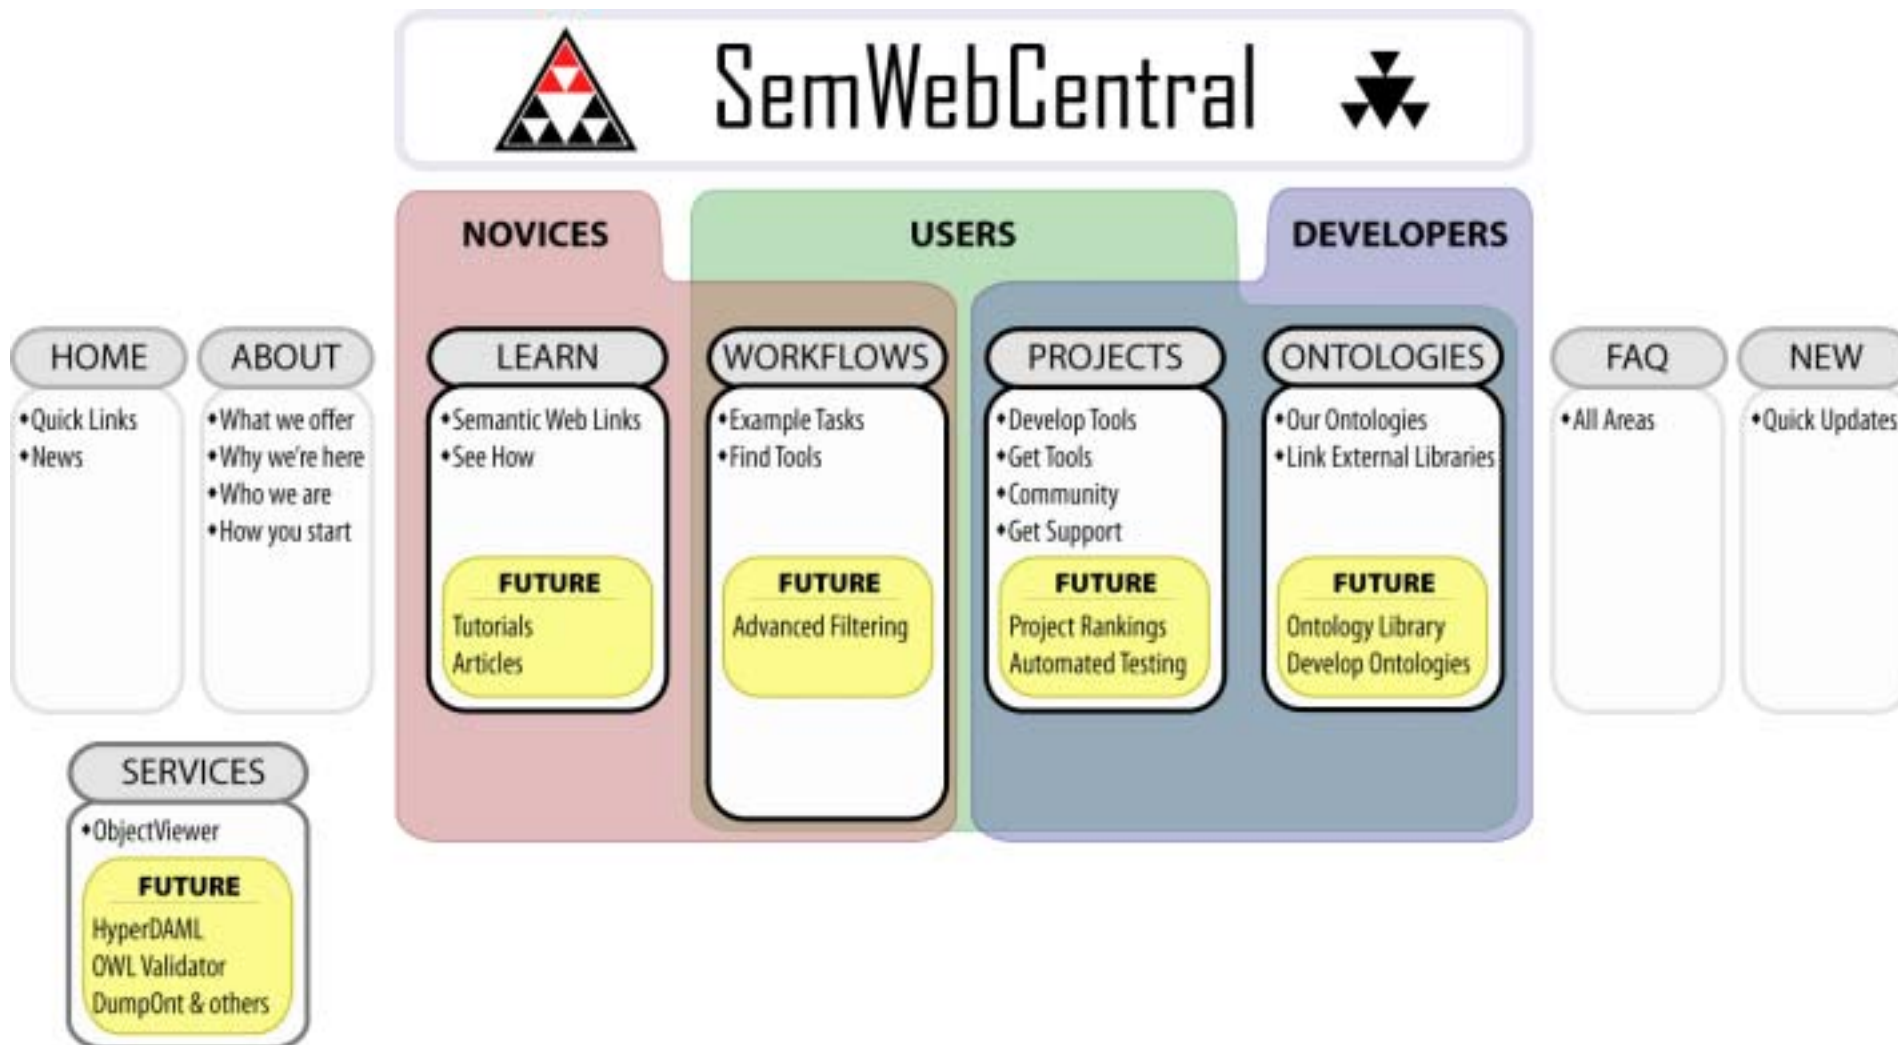 SemWebCentral
NOVICES
USERS
DEVELOPERS
HOME
•Quick Links
•News
ABOUT
•What we offer
•Why we're here
•Who we are
•How you start
LEARN
•Semantic Web Links
•See How
FUTURE
Tutorials
Articles
WORKFLOWS
•Example Tasks
•Find Tools
FUTURE
Advanced Filtering
PROJECTS
•Develop Tools
•Get Tools
•Community
•Get Support
FUTURE
Project Rankings
Automated Testing
ONTOLOGIES
•Our Ontologies
•Link External Libraries
FUTURE
Ontology Library
Develop Ontologies
FAQ
•All Areas
NEW
•Quick Updates
SERVICES
•ObjectViewer
FUTURE
HyperDAML
OWL Validator
DumpOnt & others